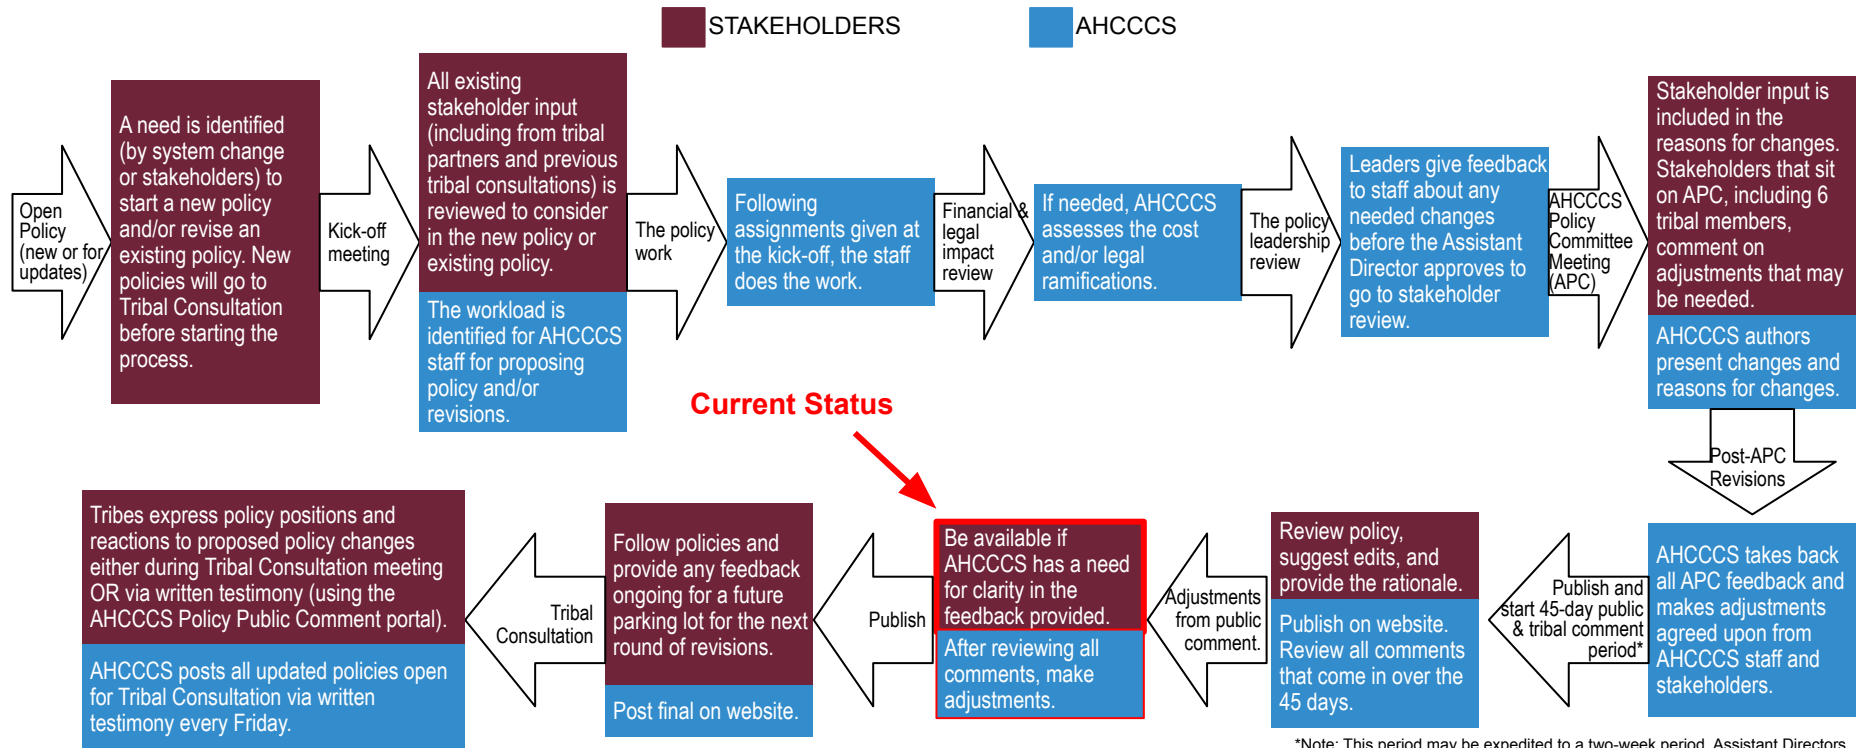 STAKEHOLDERS
AHCCCS
Open
Policy
(new or for
updates)
A need is identified
(by system change
or stakeholders) to
start a new policy
and/or revise an
existing policy. New
policies will go to
Tribal Consultation
before starting the
process.
Kick-off
meeting
All existing
stakeholder input
(including from tribal
partners and previous
tribal consultations) is
reviewed to consider
in the new policy or
existing policy.
The workload is
identified for AHCCCS
staff for proposing
policy and/or
revisions.
The policy
work
Following
assignments given at
the kick-off, the staff
does the work.
Financial &
legal
impact
review
If needed, AHCCCS
assesses the cost
and/or legal
ramifications.
The policy
leadership
review
Leaders give feedback
to staff about any
needed changes
before the Assistant
Director approves to
go to stakeholder
review.
AHCCCS
Policy
Committee
Meeting
(APC)
Stakeholder input is
included in the
reasons for changes.
Stakeholders that sit
on APC, including 6
tribal members,
comment on
adjustments that may
be needed.
AHCCCS authors
present changes and
reasons for changes.
Post-APC
Revisions
AHCCCS takes back
all APC feedback and
makes adjustments
agreed upon from
AHCCCS staff and
stakeholders.
Publish and
start 45-day public
& tribal comment
period*
Review policy,
suggest edits, and
provide the rationale.
Publish on website.
Review all comments
that come in over the
45 days.
Adjustments
from public
comment.
Current Status
Be available if
AHCCCS has a need
for clarity in the
feedback provided.
After reviewing all
comments, make
adjustments.
Publish
Follow policies and
provide any feedback
ongoing for a future
parking lot for the next
round of revisions.
Post final on website.
Tribal
Consultation
Tribes express policy positions and
reactions to proposed policy changes
either during Tribal Consultation meeting
OR via written testimony (using the
AHCCCS Policy Public Comment portal).
AHCCCS posts all updated policies open
for Tribal Consultation via written
testimony every Friday.
*Note: This period may be expedited to a two-week period. Assistant Directors